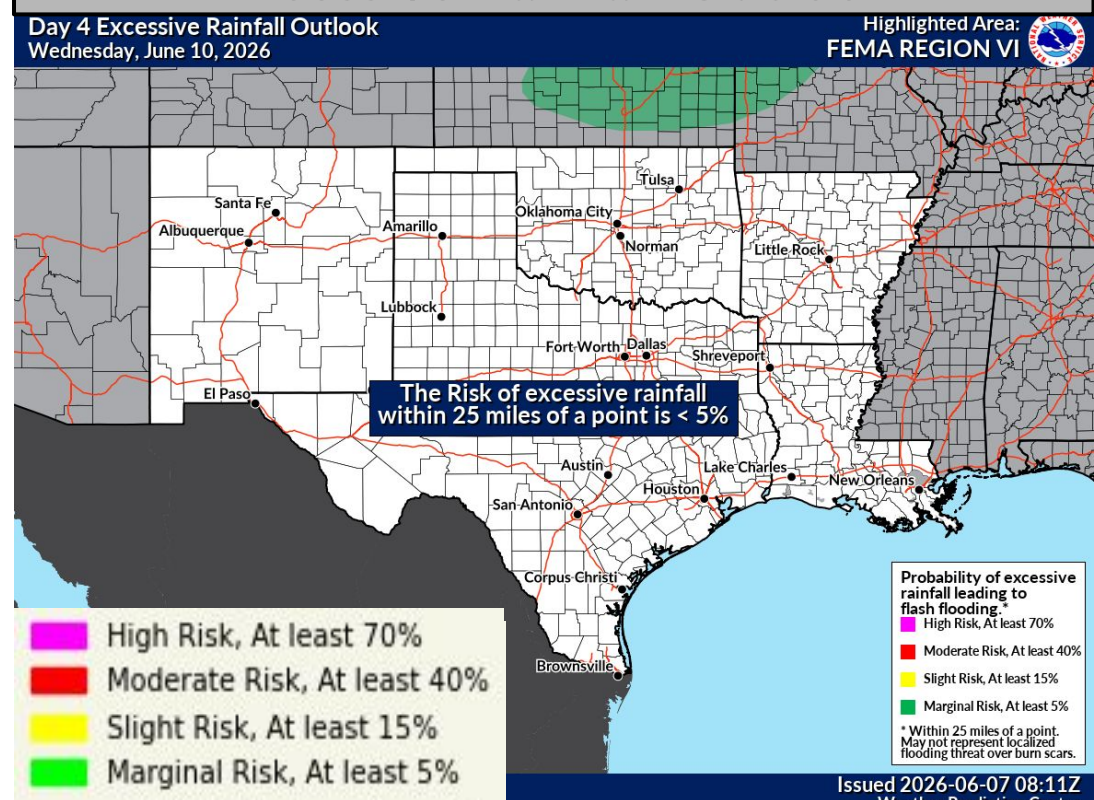 Day 4 Excessive Rainfall Outlook
Wednesday, June 10, 2026
Highlighted Area:
FEMA REGION VI
Tulsa
Santa Fe
Oklahoma City
Albuquerque
Amarillo
Norman
Little Rock
Lubbock
Fort Worth
Dallas
Shreveport
El Paso
The Risk of excessive rainfall
within 25 miles of a point is < 5%
Austin
Lake Charles
New Orleans
Houston
San Antonio
Corpus Christi
Brownsville
High Risk, At least 70%
Moderate Risk, At least 40%
Slight Risk, At least 15%
Marginal Risk, At least 5%
Probability of excessive
rainfall leading to
flash flooding.*
High Risk, At least 70%
Moderate Risk, At least 40%
Slight Risk, At least 15%
Marginal Risk, At least 5%
* Within 25 miles of a point.
May not represent localized
flooding threat over burn scars.
Issued 2026-06-07 08:11Z